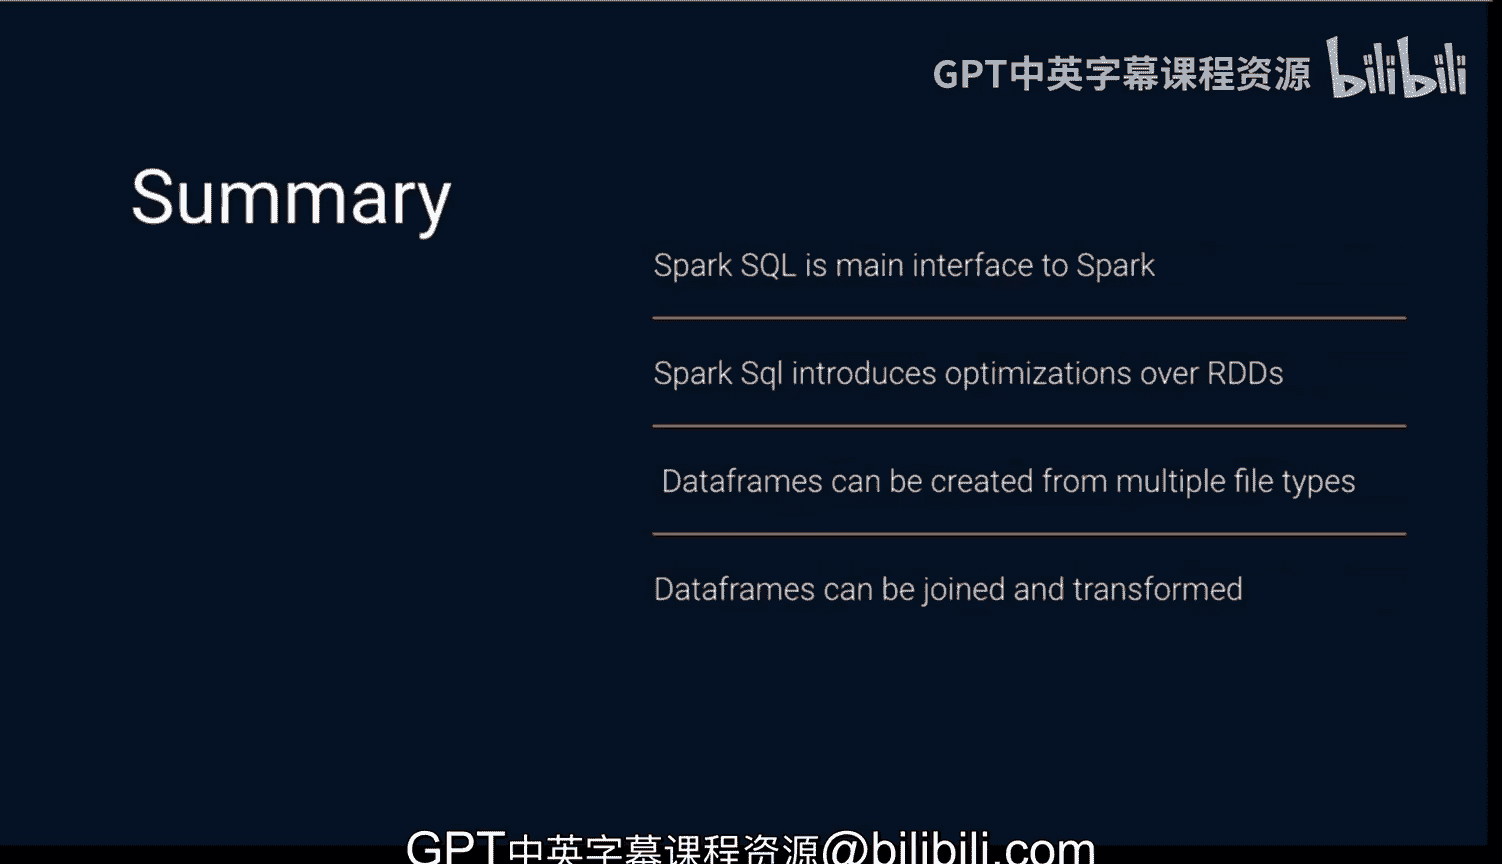 GPT中英字幕课程资源 bilibili
Summary
Spark SQL is main interface to Spark
Spark Sql introduces optimizations over RDDs
Dataframes can be created from multiple file types
Dataframes can be joined and transformed
GPT中英字幕课程资源@bilibili.com